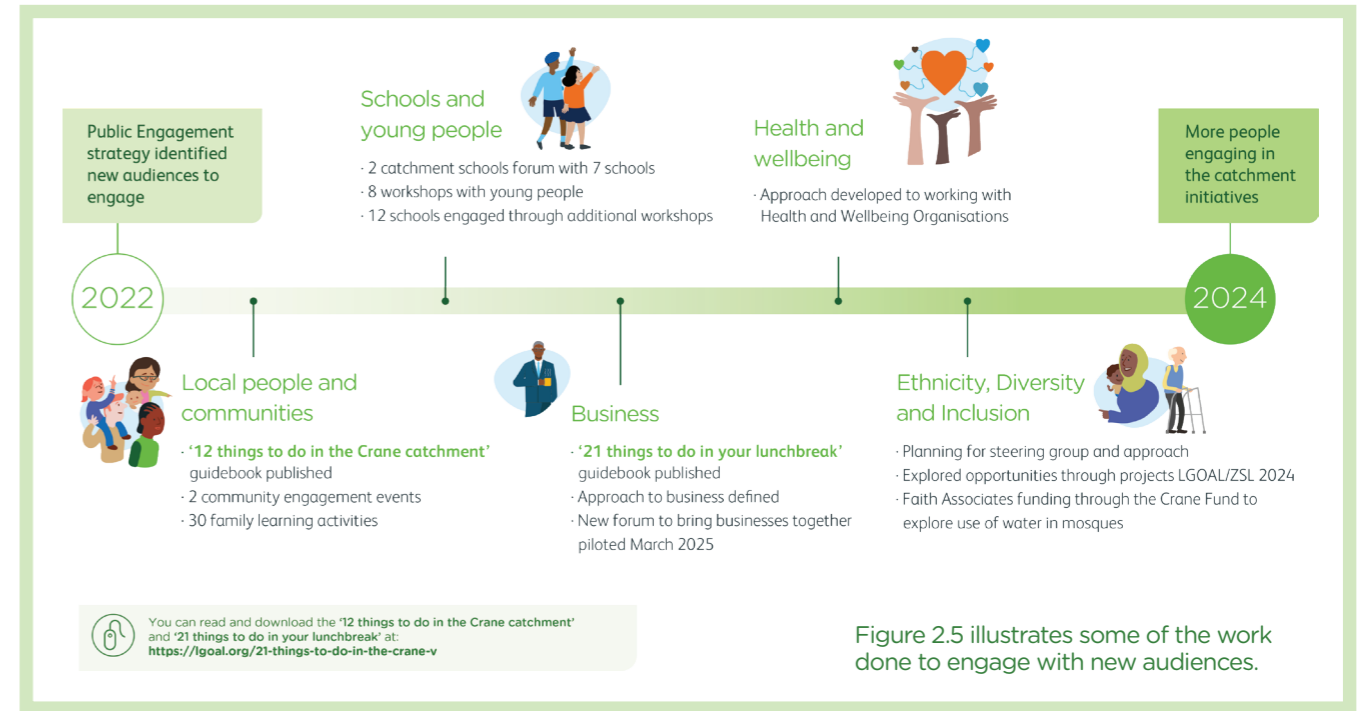 Public Engagement
strategy identified
new audiences to
engage
2022
Local people and
communities
· ‘12 things to do in the Crane catchment’
guidebook published
· 2 community engagement events
· 30 family learning activities
Schools and
young people
· 2 catchment schools forum with 7 schools
· 8 workshops with young people
· 12 schools engaged through additional workshops
Business
· ‘21 things to do in your lunchbreak’
guidebook published
· Approach to business defined
· New forum to bring businesses together
piloted March 2025
Health and
wellbeing
· Approach developed to working with
Health and Wellbeing Organisations
Ethnicity, Diversity
and Inclusion
· Planning for steering group and approach
· Explored opportunities through projects LGOAL/ZSL 2024
· Faith Associates funding through the Crane Fund to
explore use of water in mosques
More people
engaging in
the catchment
initiatives
2024
You can read and download the ‘12 things to do in the Crane catchment’
and ‘21 things to do in your lunchbreak’ at:
https://lgoal.org/21-things-to-do-in-the-crane-v
Figure 2.5 illustrates some of the work
done to engage with new audiences.